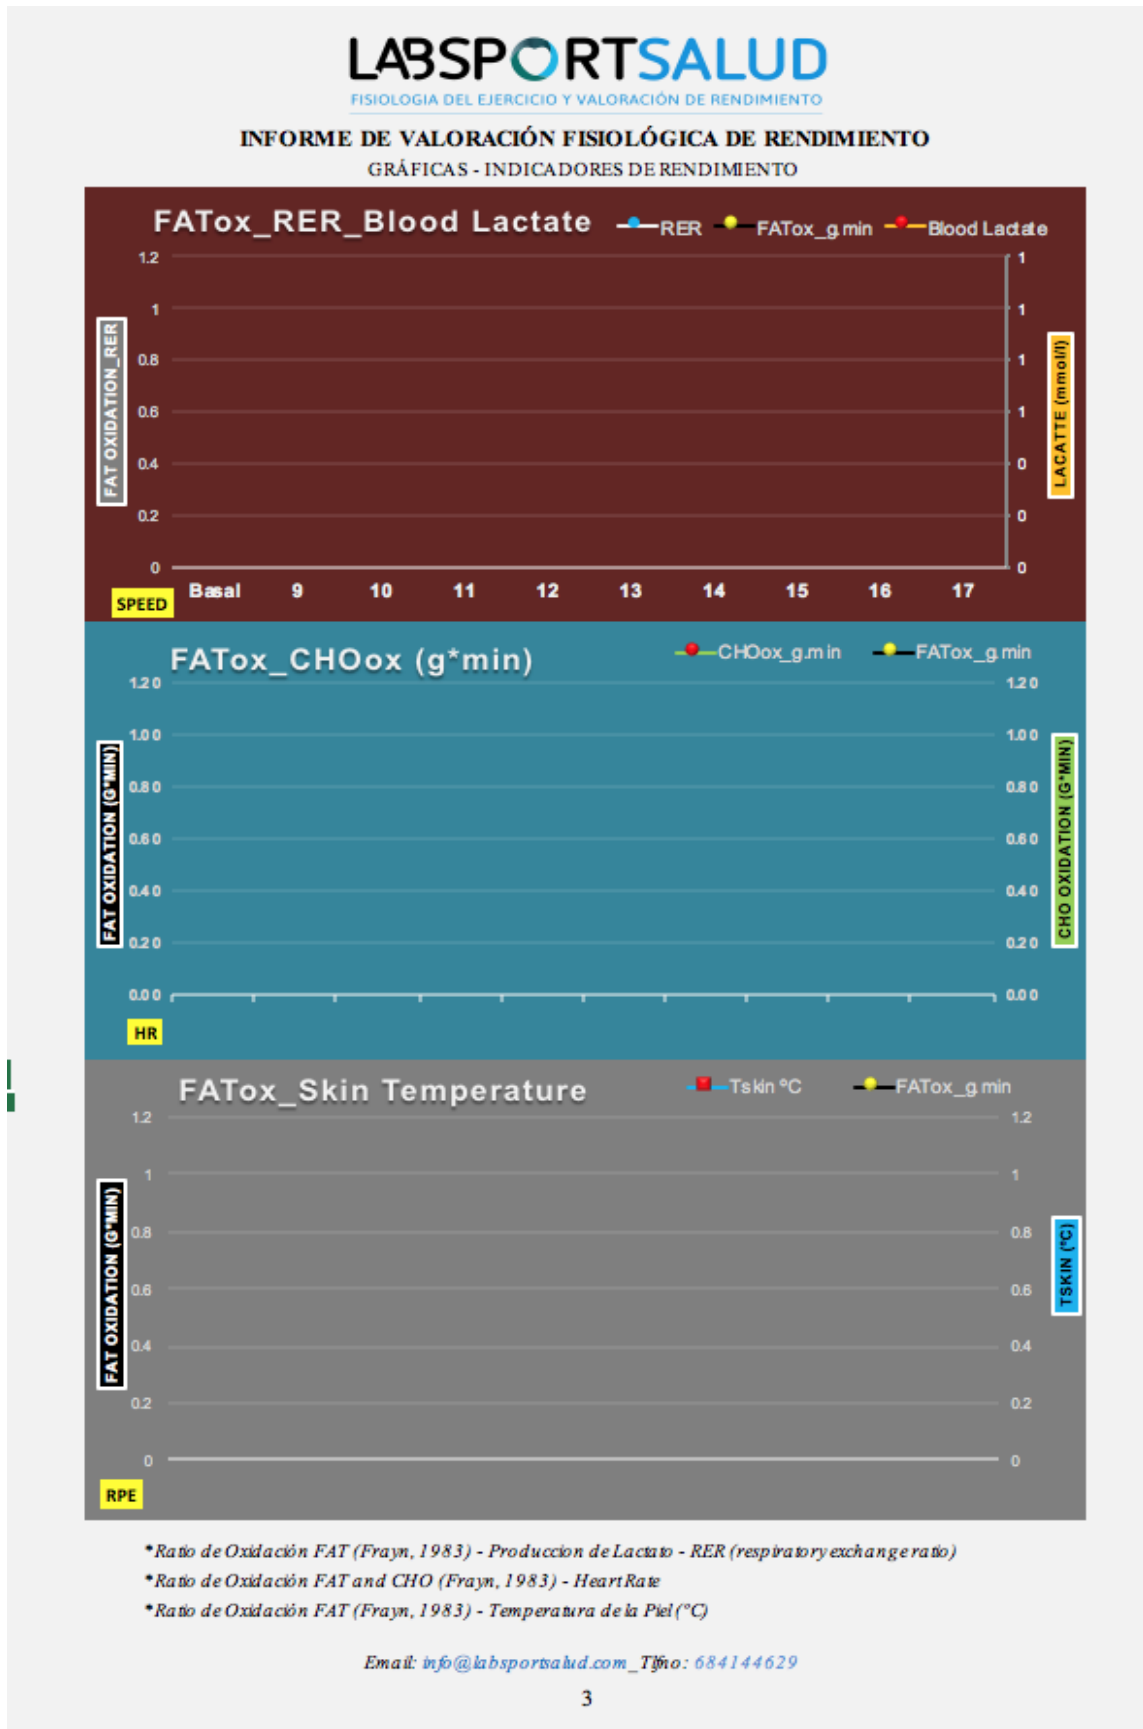 LABSPORTSALUD
FISIOLOGIA DEL EJERCICIO Y VALORACIÓN DE RENDIMIENTO
INFORME DE VALORACIÓN FISIOLÓGICA DE RENDIMIENTO
GRÁFICAS - INDICADORES DE RENDIMIENTO
FATox_RER_Blood Lactate
RER FATox_g.min Blood Lactate
1.2 1
1 1
0.8 1
0.6 1
0.4 0
0.2 0
0 0
FAT OXIDATION_RER
LACATTE (mmol/l)
Basal 9 10 11 12 13 14 15 16 17
SPEED
FATox_CHOox (g*min)
CHOox_g.min FATox_g.min
1.20 1.20
1.00 1.00
0.80 0.80
0.60 0.60
0.40 0.40
0.20 0.20
0.00 0.00
FAT OXIDATION (G*MIN)
CHO OXIDATION (G*MIN)
HR
FATox_Skin Temperature
Tskin ºC FATox_g.min
1.2 1.2
1 1
0.8 0.8
0.6 0.6
0.4 0.4
0.2 0.2
0 0
FAT OXIDATION (G*MIN)
TSKIN (ºC)
RPE
*Ratio de Oxidación FAT (Frayn, 1983) - Produccion de Lactato - RER (respiratory exchange ratio)
*Ratio de Oxidación FAT and CHO (Frayn, 1983) - Heart Rate
*Ratio de Oxidación FAT (Frayn, 1983) - Temperatura de la Piel (ºC)
Email: info@labsportsalud.com_Tlfno: 684144629
3